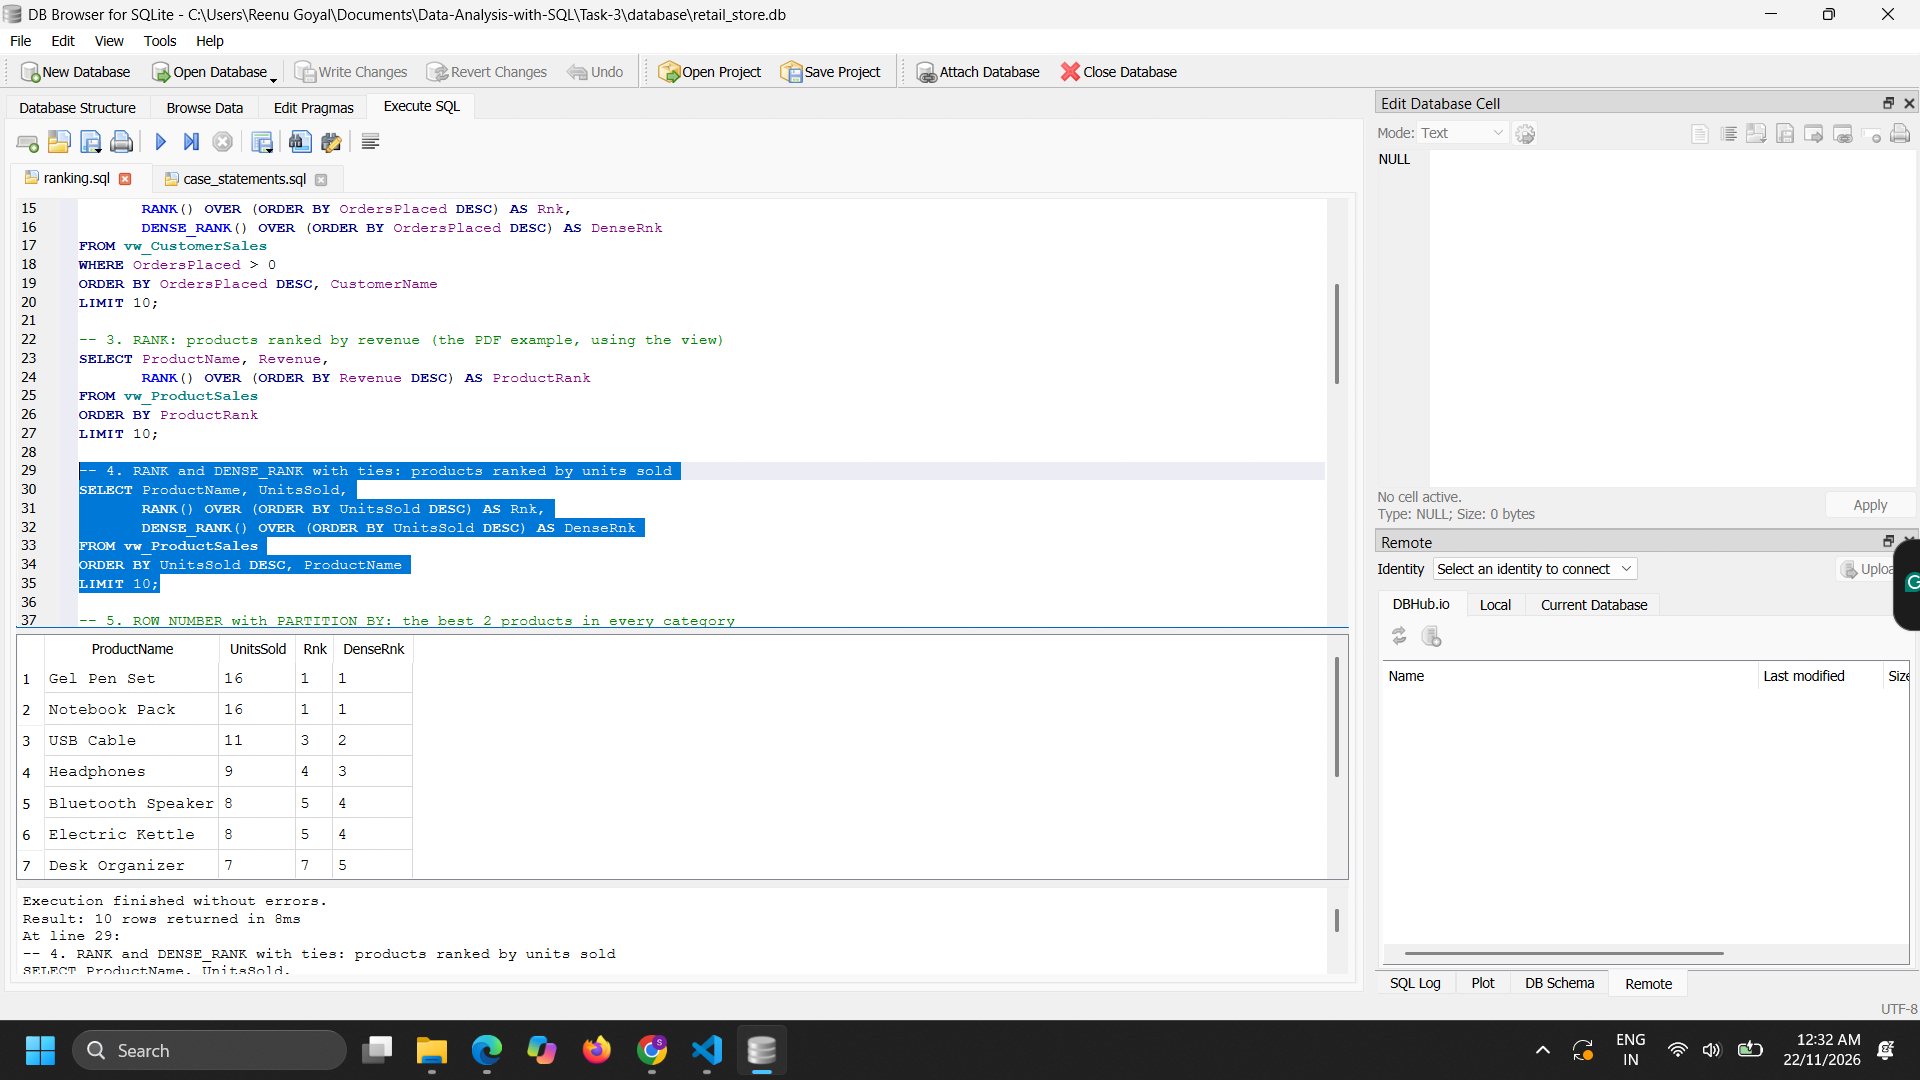 DB Browser for SQLite - C:\Users\Reenu Goyal\Documents\Data-Analysis-with-SQL\Task-3\database\retail_store.db
File Edit View Tools Help
New Database Open Database Write Changes Revert Changes Undo Open Project Save Project Attach Database Close Database
Database Structure Browse Data Edit Pragmas Execute SQL
ranking.sql case_statements.sql
15 RANK() OVER (ORDER BY OrdersPlaced DESC) AS Rnk,
16 DENSE_RANK() OVER (ORDER BY OrdersPlaced DESC) AS DenseRnk
17 FROM vw_CustomerSales
18 WHERE OrdersPlaced > 0
19 ORDER BY OrdersPlaced DESC, CustomerName
20 LIMIT 10;
21
22 -- 3. RANK: products ranked by revenue (the PDF example, using the view)
23 SELECT ProductName, Revenue,
24 RANK() OVER (ORDER BY Revenue DESC) AS ProductRank
25 FROM vw_ProductSales
26 ORDER BY ProductRank
27 LIMIT 10;
28
29 -- 4. RANK and DENSE_RANK with ties: products ranked by units sold
30 SELECT ProductName, UnitsSold,
31 RANK() OVER (ORDER BY UnitsSold DESC) AS Rnk,
32 DENSE_RANK() OVER (ORDER BY UnitsSold DESC) AS DenseRnk
33 FROM vw_ProductSales
34 ORDER BY UnitsSold DESC, ProductName
35 LIMIT 10;
36
37 -- 5. ROW_NUMBER with PARTITION BY: the best 2 products in every category
ProductName UnitsSold Rnk DenseRnk
1 Gel Pen Set 16 1 1
2 Notebook Pack 16 1 1
3 USB Cable 11 3 2
4 Headphones 9 4 3
5 Bluetooth Speaker 8 5 4
6 Electric Kettle 8 5 4
7 Desk Organizer 7 7 5
Execution finished without errors.
Result: 10 rows returned in 8ms
At line 29:
-- 4. RANK and DENSE_RANK with ties: products ranked by units sold
SELECT ProductName, UnitsSold,
Edit Database Cell
Mode: Text
NULL
No cell active.
Type: NULL; Size: 0 bytes
Apply
Remote
Identity Select an identity to connect Uploa
DBHub.io Local Current Database
Name Last modified Size
SQL Log Plot DB Schema Remote
UTF-8
Search
ENG
IN
12:32 AM
22/11/2026